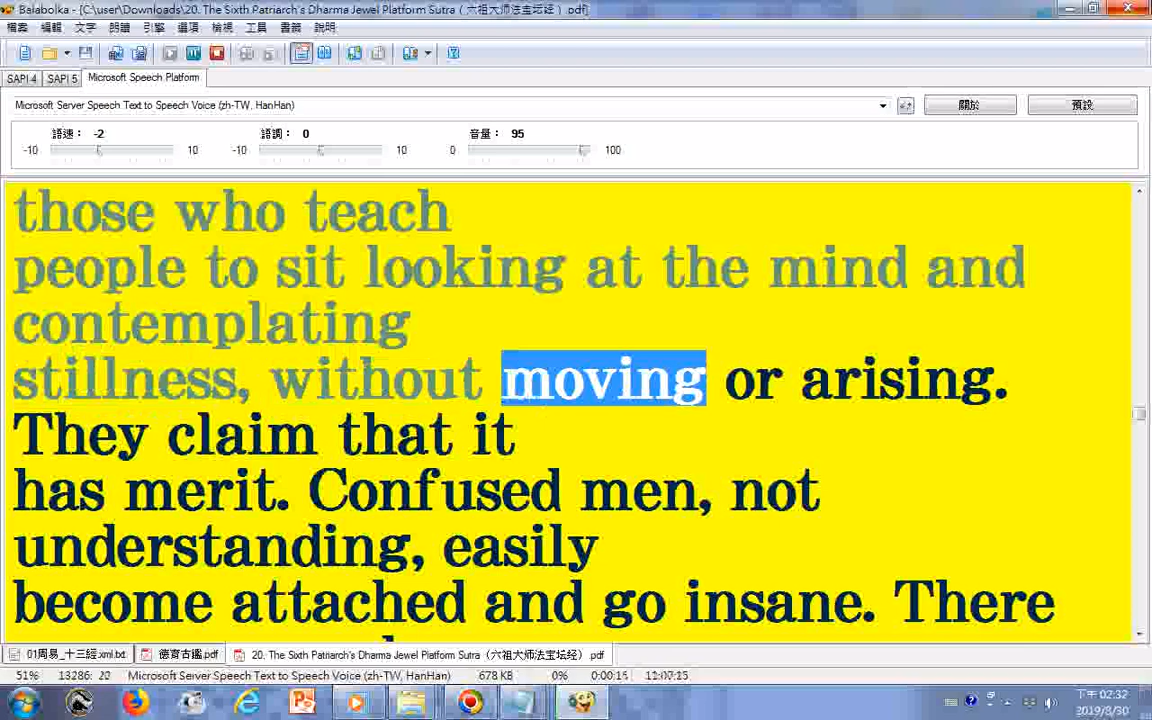 Balabolka - [C:\user\Downloads\20. The Sixth Patriarch's Dharma Jewel Platform Sutra（六祖大师法宝坛经）.pdf]
檔案 編輯 文字 朗讀 引擎 選項 檢視 工具 書籤 說明
SAPI 4 SAPI 5 Microsoft Speech Platform
Microsoft Server Speech Text to Speech Voice (zh-TW, HanHan) 關於 預設
語速： -2 語調： 0 音量： 95
-10 10 -10 10 0 100
those who teach
people to sit looking at the mind and
contemplating
stillness, without moving or arising.
They claim that it
has merit. Confused men, not
understanding, easily
become attached and go insane. There
01周易_十三經.xml.txt 德育古鑑.pdf 20. The Sixth Patriarch's Dharma Jewel Platform Sutra（六祖大师法宝坛经）.pdf
51% 13286: 20 Microsoft Server Speech Text to Speech Voice (zh-TW, HanHan) 678 KB 0% 0:00:15 11:00:25
下午 02:32
2019/8/30